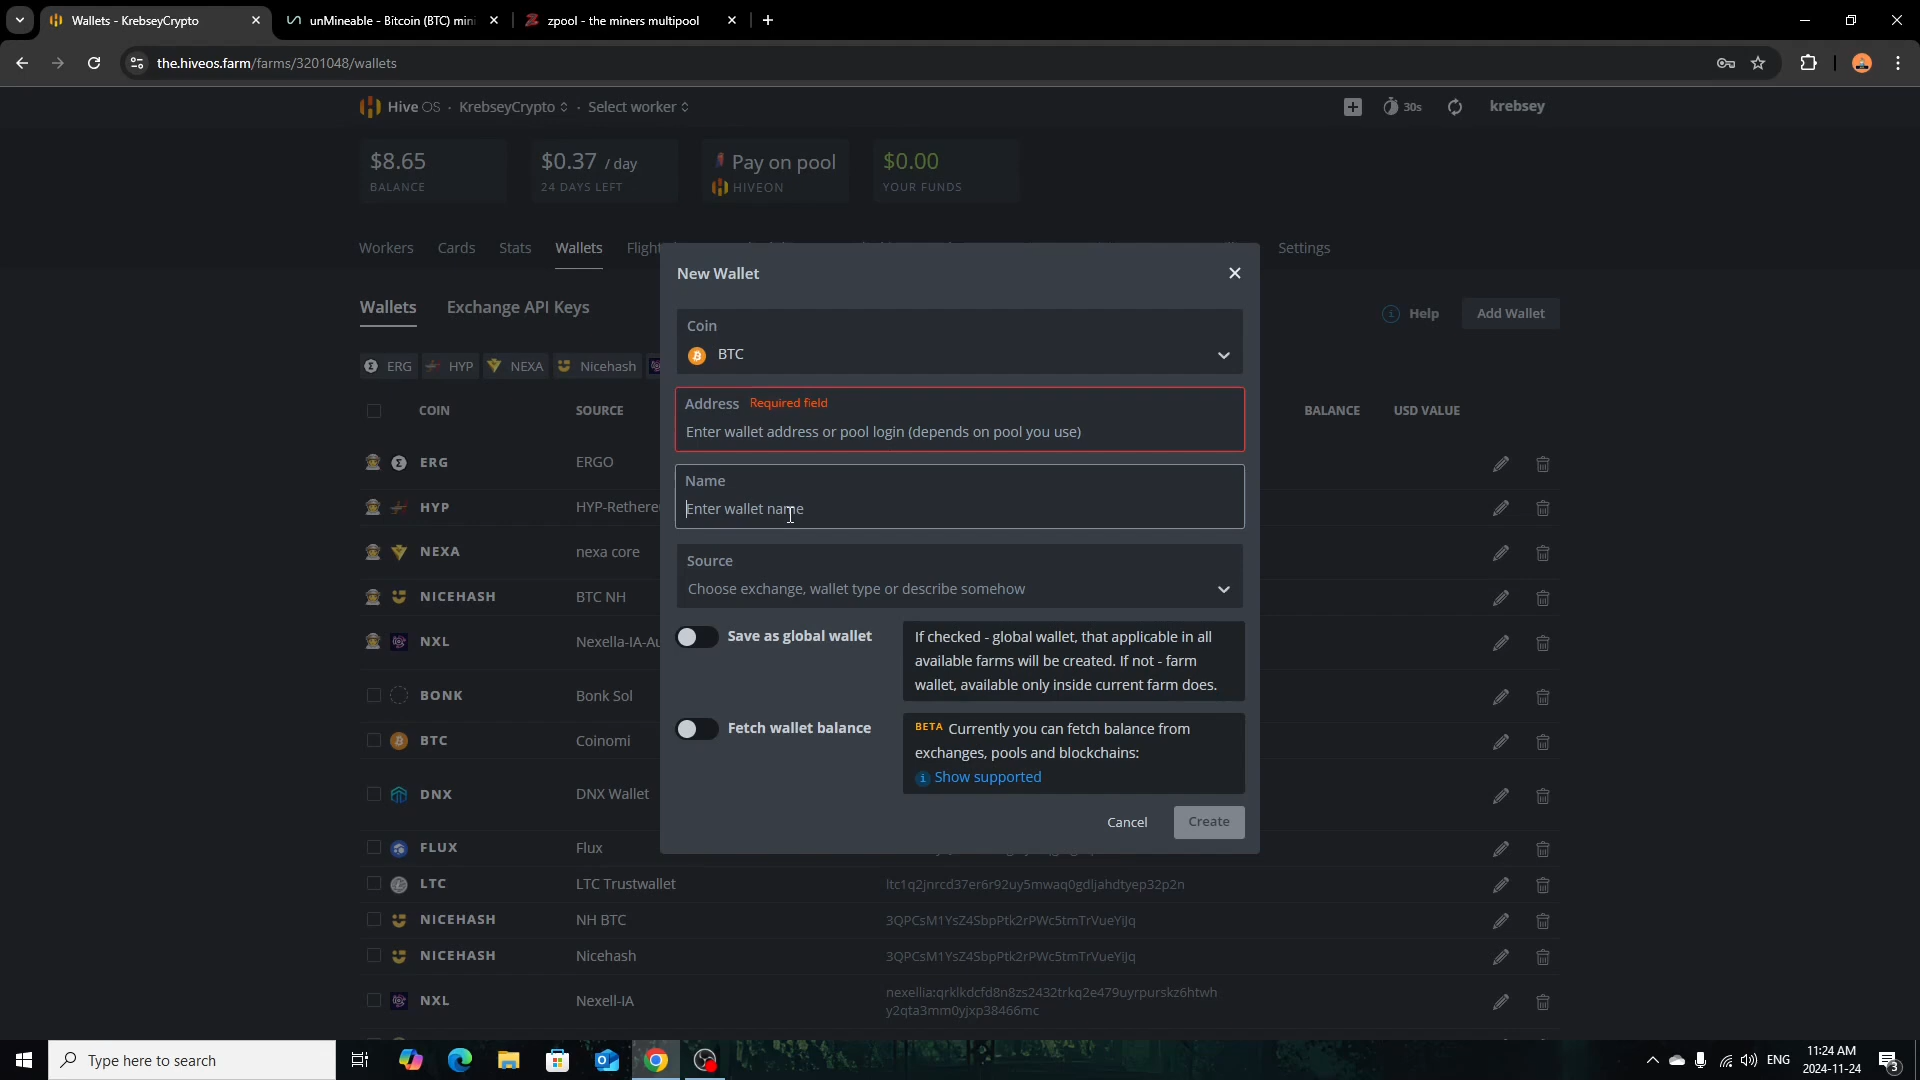 Wallets - KrebseyCrypto
unMineable - Bitcoin (BTC) min
zpool - the miners multipool
the.hiveos.farm/farms/3201048/wallets
Hive OS · KrebseyCrypto · Select worker
30s
krebsey
$8.65
BALANCE
$0.37 / day
24 DAYS LEFT
Pay on pool
HIVEON
$0.00
YOUR FUNDS
Workers Cards Stats Wallets Settings
New Wallet
Wallets Exchange API Keys
Help Add Wallet
Coin
BTC
ERG HYP NEXA Nicehash
COIN SOURCE BALANCE USD VALUE
Address Required field
Enter wallet address or pool login (depends on pool you use)
ERG ERGO
Name
Enter wallet name
HYP HYP-Rethere
NEXA nexa core
Source
Choose exchange, wallet type or describe somehow
NICEHASH BTC NH
NXL Nexella-IA-Au
Save as global wallet
If checked - global wallet, that applicable in all
available farms will be created. If not - farm
wallet, available only inside current farm does.
BONK Bonk Sol
BTC Coinomi
Fetch wallet balance
BETA Currently you can fetch balance from
exchanges, pools and blockchains:
Show supported
DNX DNX Wallet
Cancel Create
FLUX Flux
LTC LTC Trustwallet ltc1q2jnrcd37er6r92uy5mwaq0gdljahdtyep32p2n
NICEHASH NH BTC 3QPCsM1YsZ4SbpPtk2rPWc5tmTrVueYiJq
NICEHASH Nicehash 3QPCsM1YsZ4SbpPtk2rPWc5tmTrVueYiJq
NXL Nexell-IA nexellia:qrklkdcfd8n8zs2432trkq2e479uyrpurskz6htwh
y2qta3mm0yjxp38466mc
Type here to search
ENG
11:24 AM
2024-11-24
3